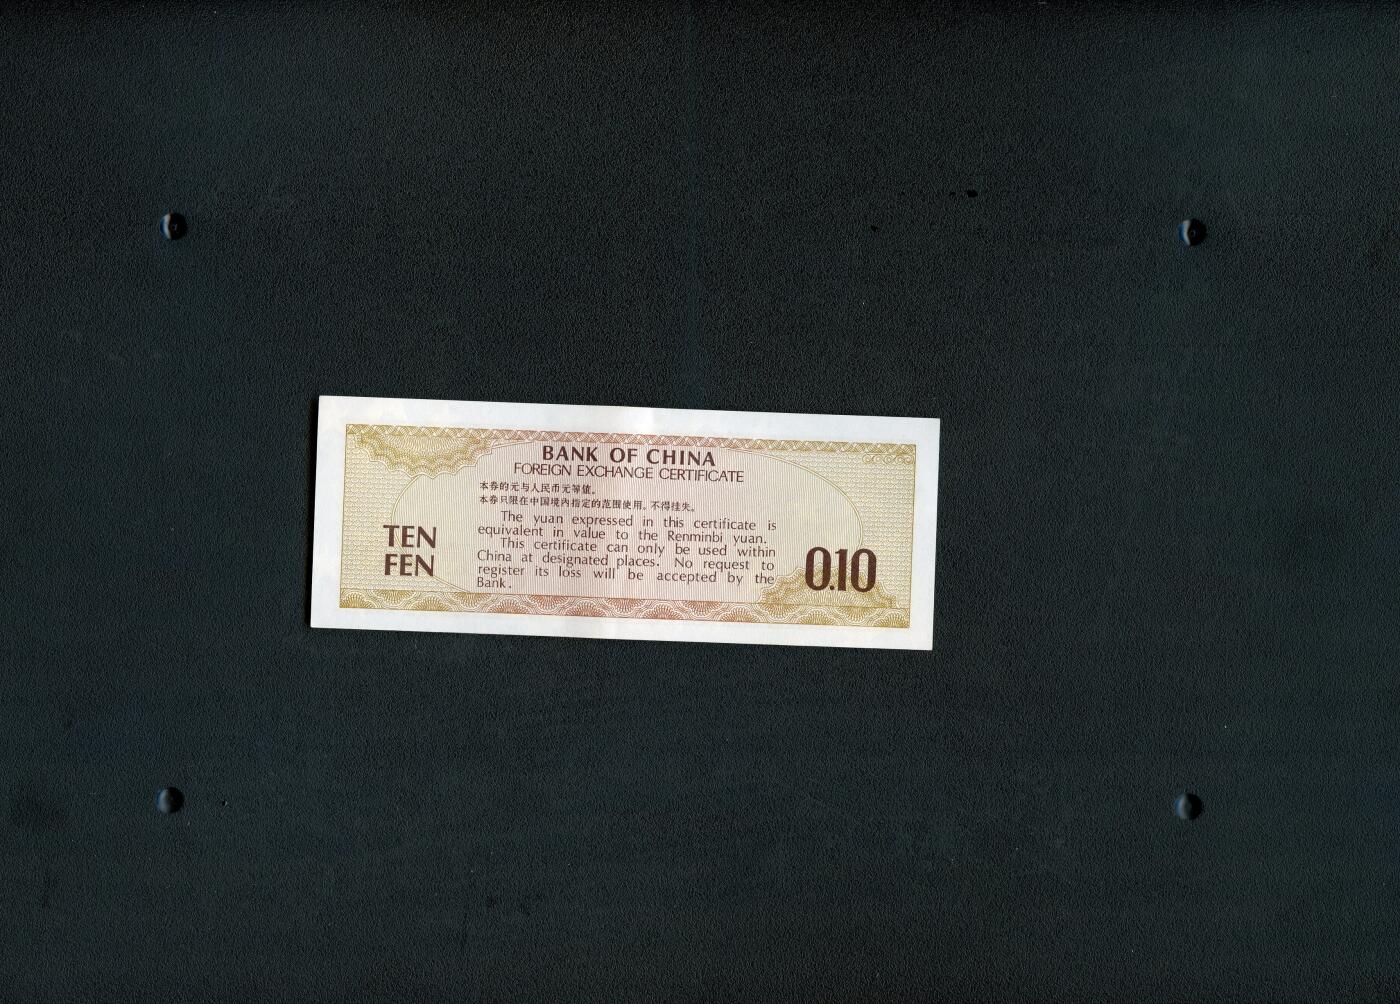 BANK OF CHINA
FOREIGN EXCHANGE CERTIFICATE
本券的元与人民币元等值。
本券只限在中国境内指定的范围使用,不得挂失。
The yuan expressed in this certificate is
equivalent in value to the Renminbi yuan.
This certificate can only be used within
China at designated places. No request to
register its loss will be accepted by the
Bank.
TEN
FEN
0.10